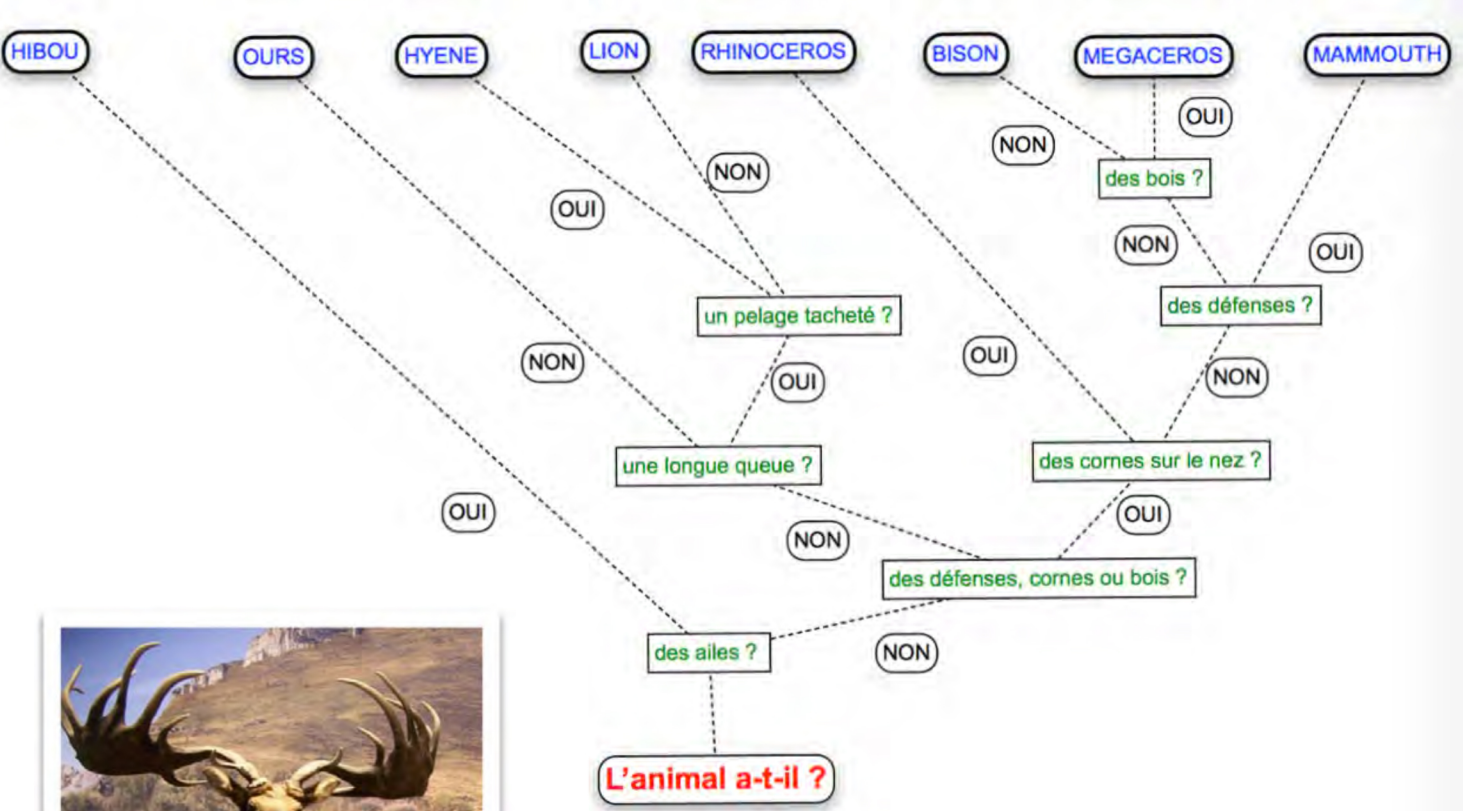 HIBOU
OURS
HYENE
LION
RHINOCEROS
BISON
MEGACEROS
MAMMOUTH
OUI
NON
NON
des bois ?
OUI
NON
OUI
un pelage tacheté ?
des défenses ?
NON
OUI
OUI
NON
une longue queue ?
des cornes sur le nez ?
OUI
NON
OUI
des défenses, cornes ou bois ?
des ailes ?
NON
L'animal a-t-il ?